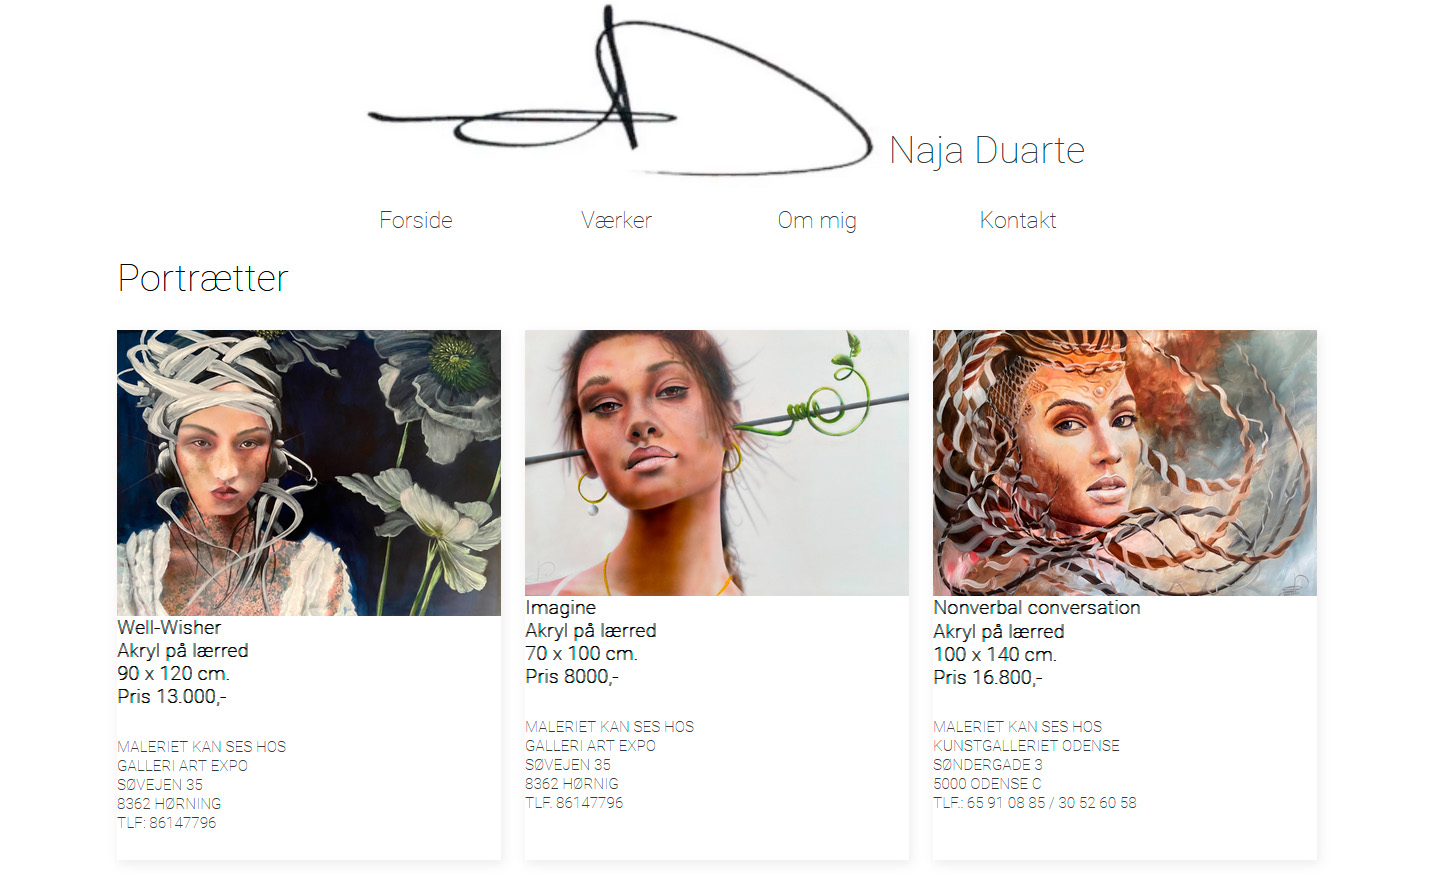 Naja Duarte
Forside Værker Om mig Kontakt
Portrætter
Well-Wisher
Akryl på lærred
90 x 120 cm.
Pris 13.000,-
MALERIET KAN SES HOS
GALLERI ART EXPO
SØVEJEN 35
8362 HØRNING
TLF: 86147796
Imagine
Akryl på lærred
70 x 100 cm.
Pris 8000,-
MALERIET KAN SES HOS
GALLERI ART EXPO
SØVEJEN 35
8362 HØRNIG
TLF. 86147796
Nonverbal conversation
Akryl på lærred
100 x 140 cm.
Pris 16.800,-
MALERIET KAN SES HOS
KUNSTGALLERIET ODENSE
SØNDERGADE 3
5000 ODENSE C
TLF.: 65 91 08 85 / 30 52 60 58